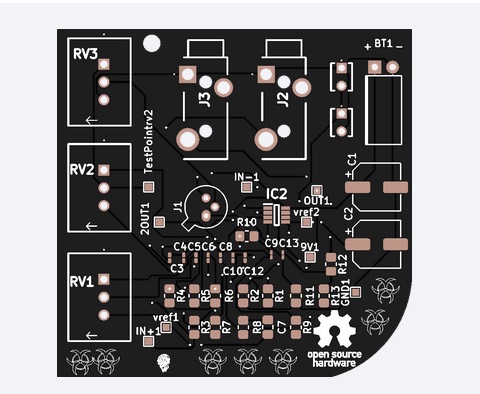 RV3
+ BT1 -
J3
J2
TestPointrv2
C1
+
RV2
IN-1
IC2
OUT1
J1
vref2
2OUT1
R10
C2
+
C4C5C6 C8
C9C13
9V1
C3
C10C12
R12
RV1
R4
R5
R6
R2
R1
R11
R13
GND1
vref1
IN+1
R3
R7
R8
C7
R9
open source
hardware